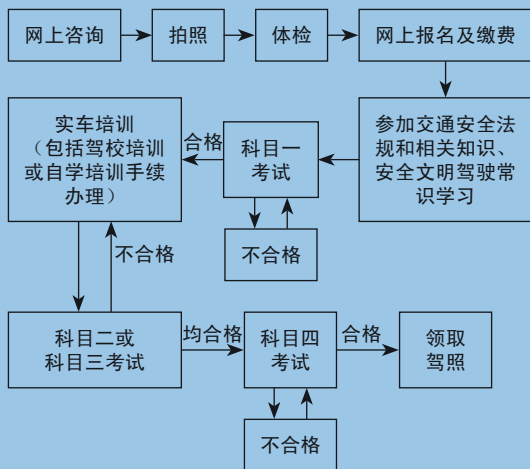 网上咨询
拍照
体检
网上报名及缴费
参加交通安全法
规和相关知识、
安全文明驾驶常
识学习
科目一
考试
不合格
合格
实车培训
（包括驾校培训
或自学培训手续
办理）
不合格
科目二或
科目三考试
均合格
科目四
考试
不合格
合格
领取
驾照